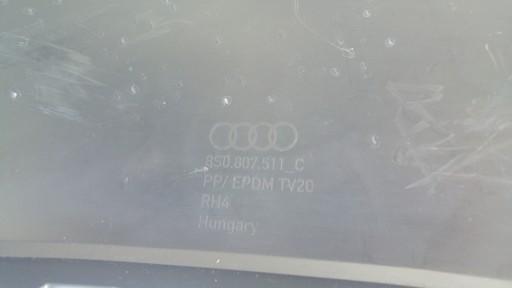 8S0.807.511_C
PP/ EPDM TV20
RH4
Hungary